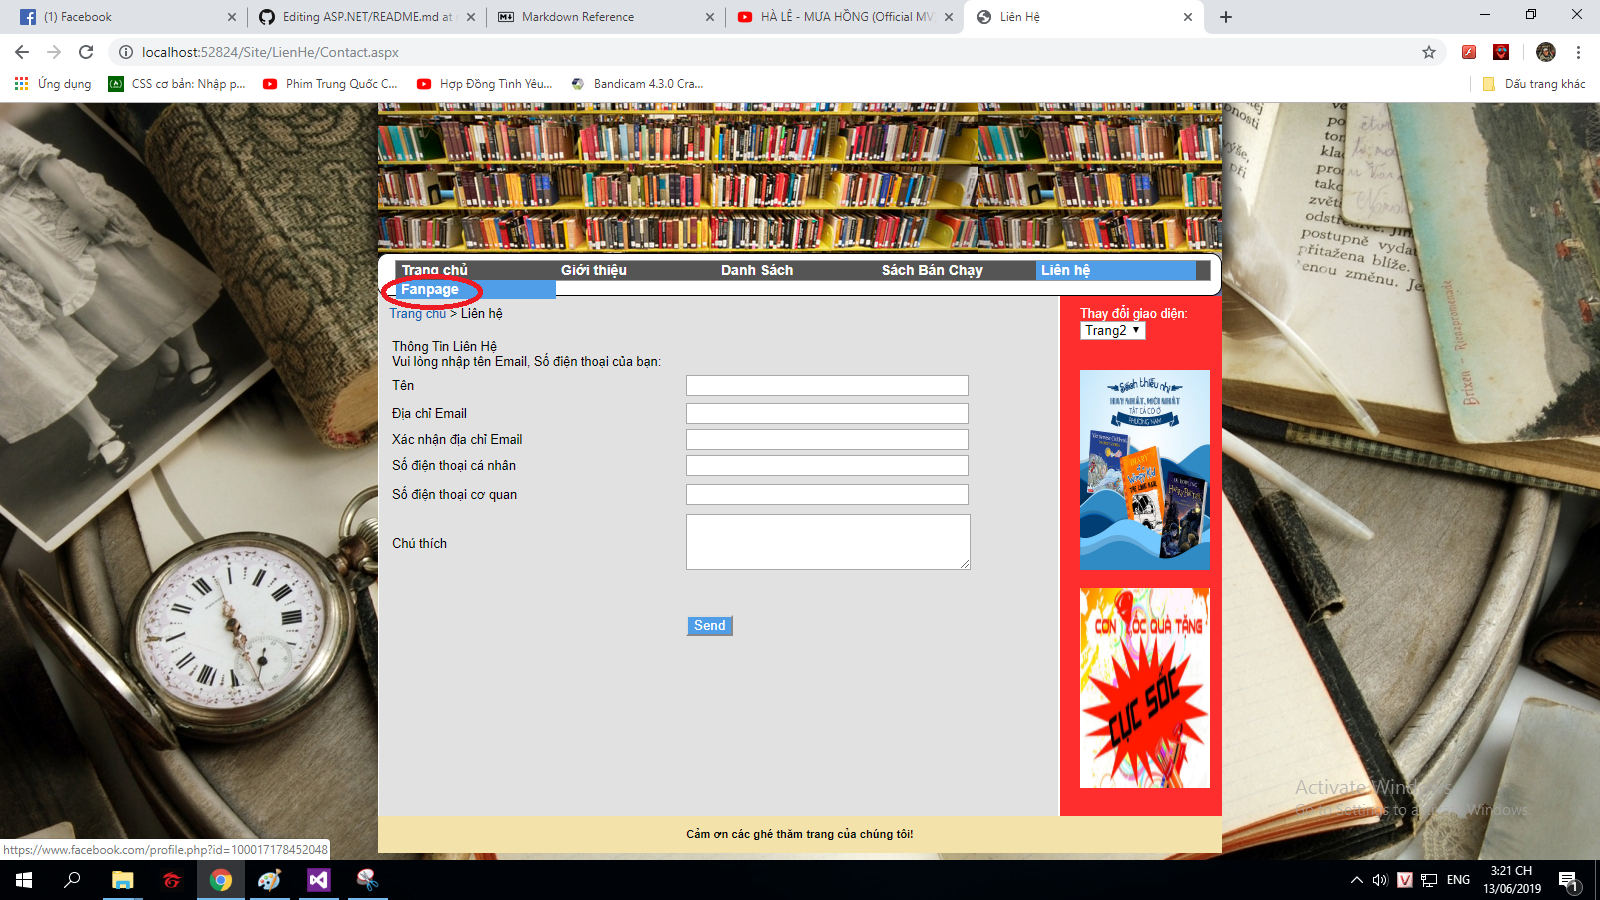 (1) Facebook
Editing ASP.NET/README.md at
Markdown Reference
HÀ LÊ - MƯA HỒNG (Official MV
Liên Hệ
localhost:52824/Site/LienHe/Contact.aspx
Ứng dụng
CSS cơ bản: Nhập p...
Phim Trung Quốc C...
Hợp Đồng Tình Yêu...
Bandicam 4.3.0 Cra...
Dấu trang khác
Trang chủ
Giới thiệu
Danh Sách
Sách Bán Chạy
Liên hệ
Fanpage
Trang chủ > Liên hệ
Thay đổi giao diện:
Trang2
Thông Tin Liên Hệ
Vui lòng nhập tên Email, Số điện thoại của bạn:
Tên
Địa chỉ Email
Xác nhận địa chỉ Email
Số điện thoại cá nhân
Số điện thoại cơ quan
Chú thích
Send
Sách thiếu nhi
HAY NHẤT, MỚI NHẤT
TẤT CẢ CÓ Ở
PHƯƠNG NAM
CƠN LỐC QUÀ TẶNG
CỰC SỐC
Cảm ơn các ghé thăm trang của chúng tôi!
Activate Windows
Go to Settings to activate Windows.
https://www.facebook.com/profile.php?id=100017178452048
ENG
3:21 CH
13/06/2019
1